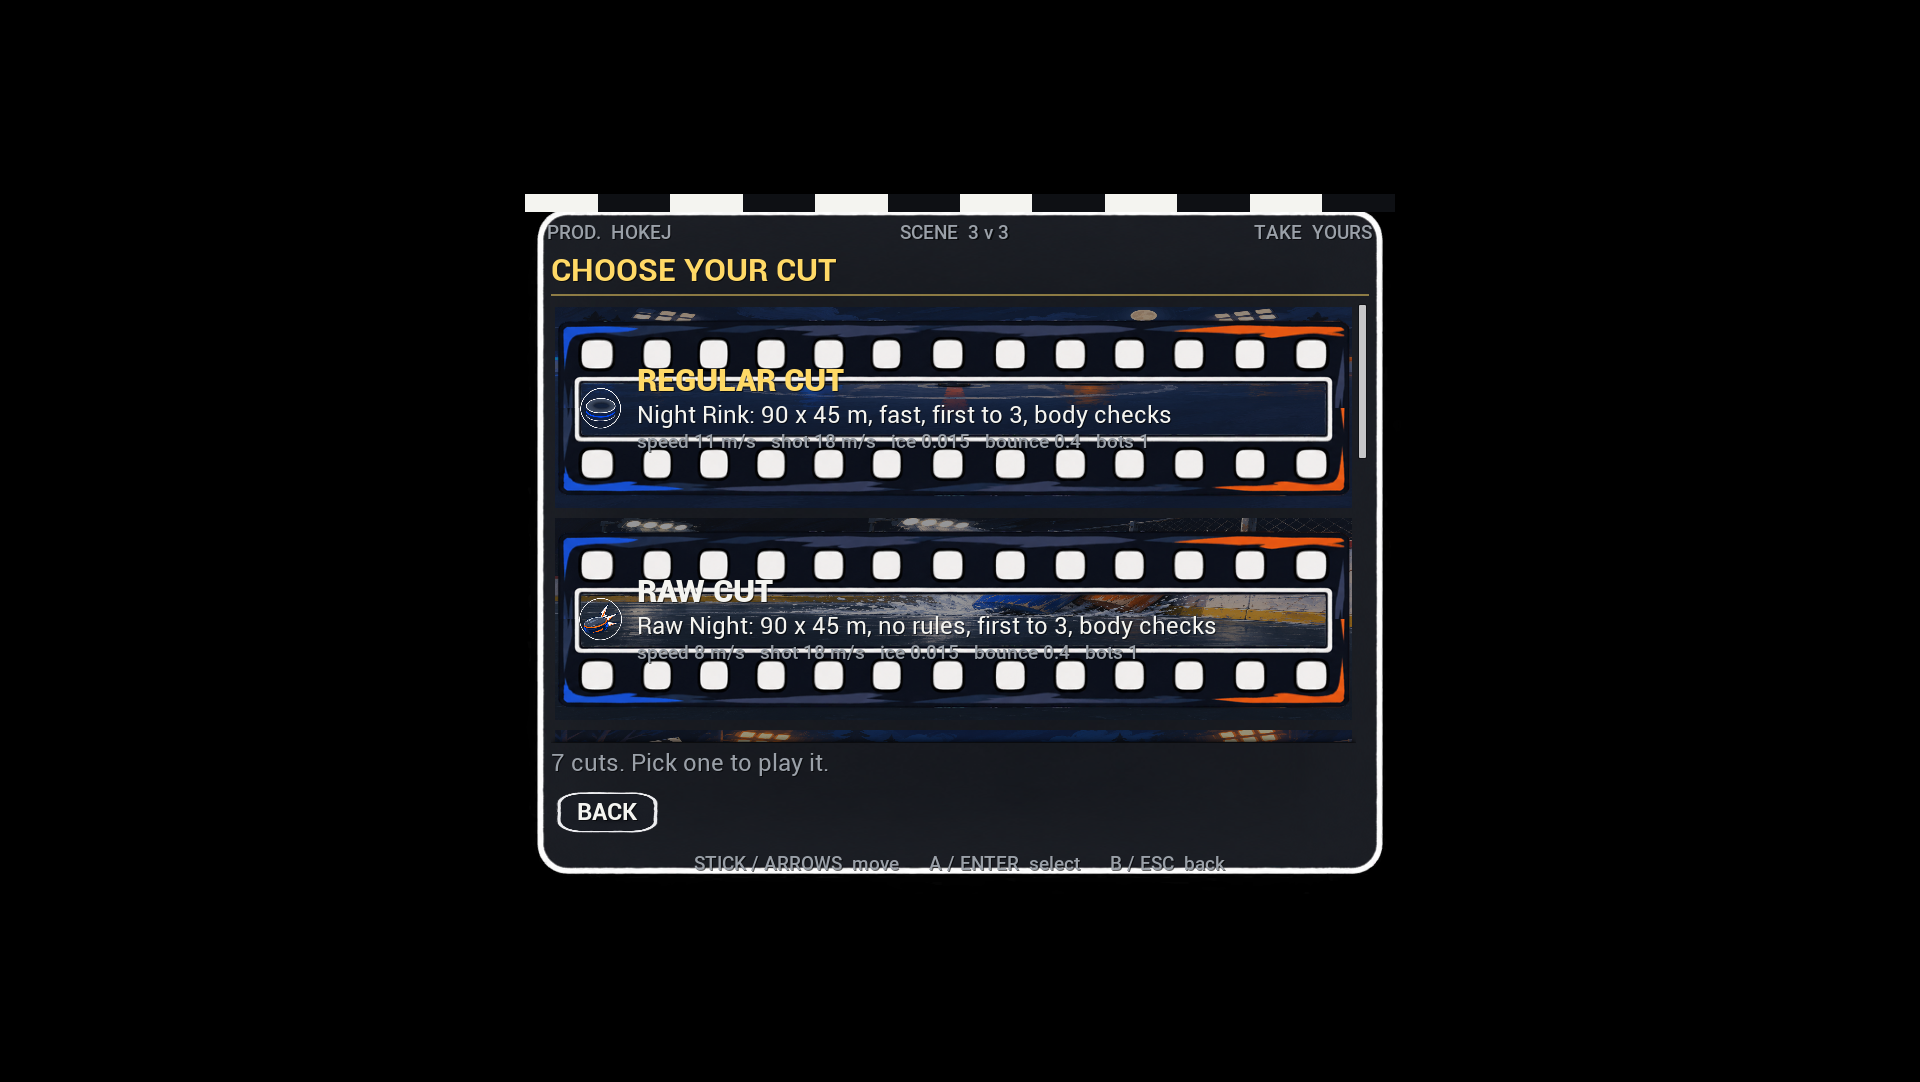 PROD. HOKEJ SCENE 3 v 3 TAKE YOURS
CHOOSE YOUR CUT
REGULAR CUT
Night Rink: 90 x 45 m, fast, first to 3, body checks
speed 11 m/s shot 18 m/s ice 0.015 bounce 0.4 bots 1
RAW CUT
Raw Night: 90 x 45 m, no rules, first to 3, body checks
speed 8 m/s shot 18 m/s ice 0.015 bounce 0.4 bots 1
7 cuts. Pick one to play it.
BACK
STICK / ARROWS move A / ENTER select B / ESC back